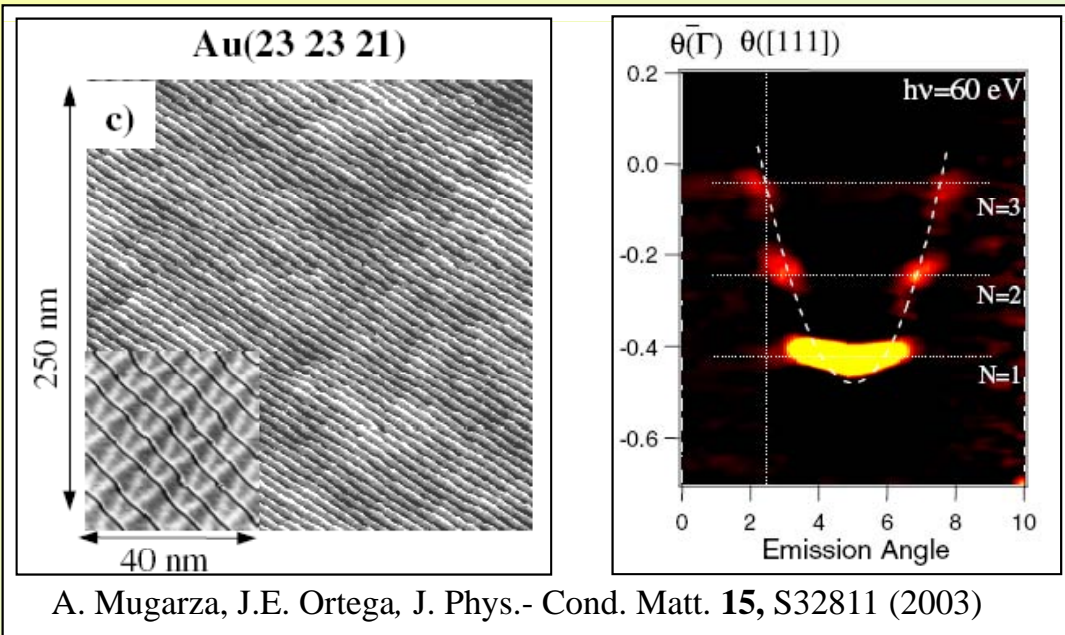 Au(23 23 21)
c)
250 nm
40 nm
θ(Γ̄) θ([111])
hν=60 eV
0.2
0.0
-0.2
-0.4
-0.6
N=3
N=2
N=1
0 2 4 6 8 10
Emission Angle
A. Mugarza, J.E. Ortega, J. Phys.- Cond. Matt. 15, S32811 (2003)